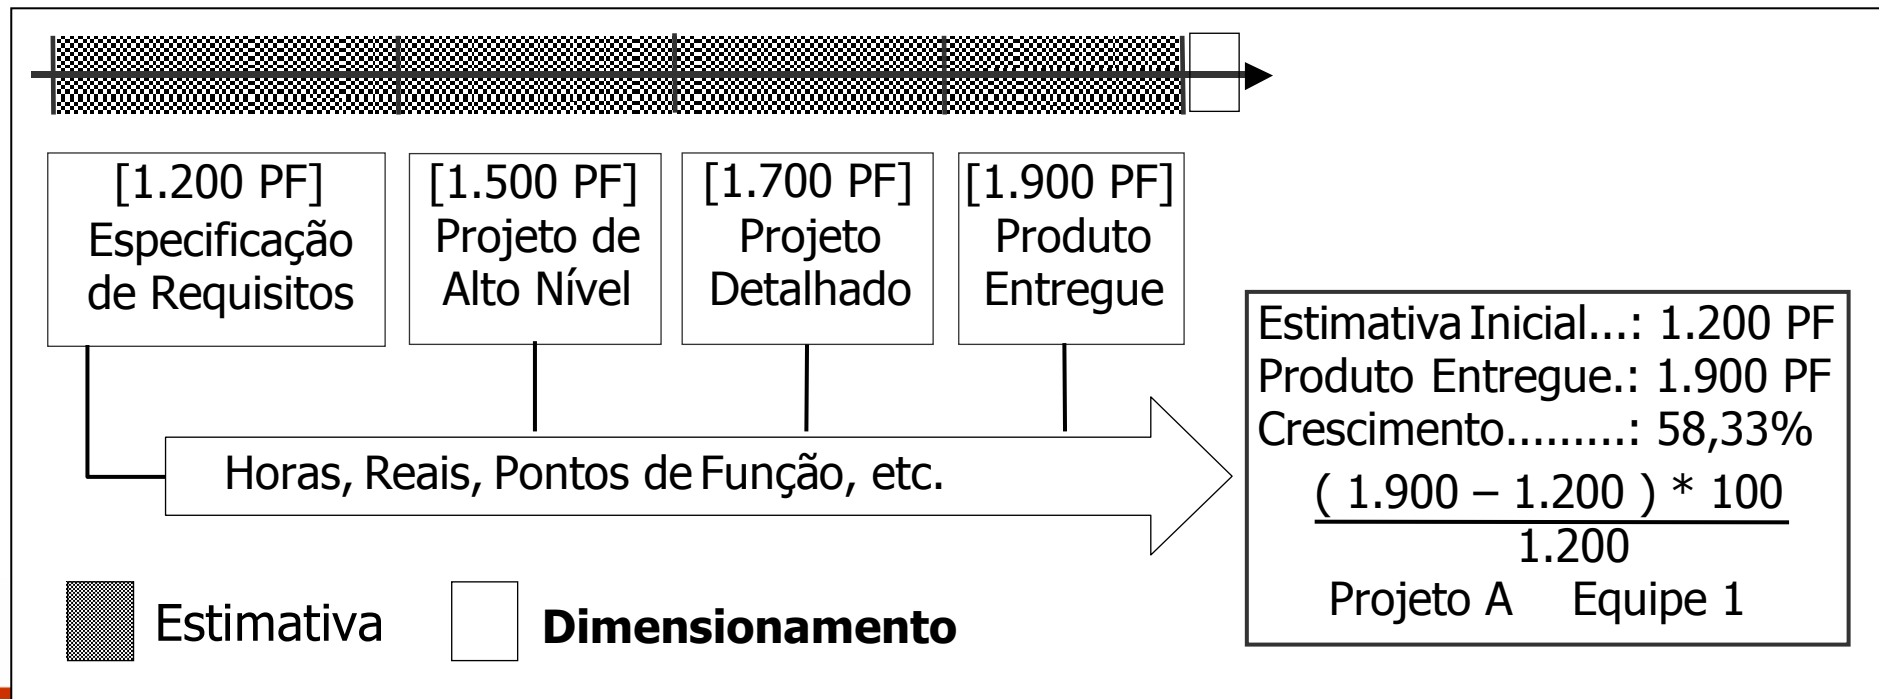 [1.200 PF]
Especificação
de Requisitos
[1.500 PF]
Projeto de
Alto Nível
[1.700 PF]
Projeto
Detalhado
[1.900 PF]
Produto
Entregue
Horas, Reais, Pontos de Função, etc.
Estimativa Inicial...: 1.200 PF
Produto Entregue.: 1.900 PF
Crescimento.........: 58,33%
( 1.900 – 1.200 ) * 100
1.200
Projeto A Equipe 1
Estimativa
Dimensionamento